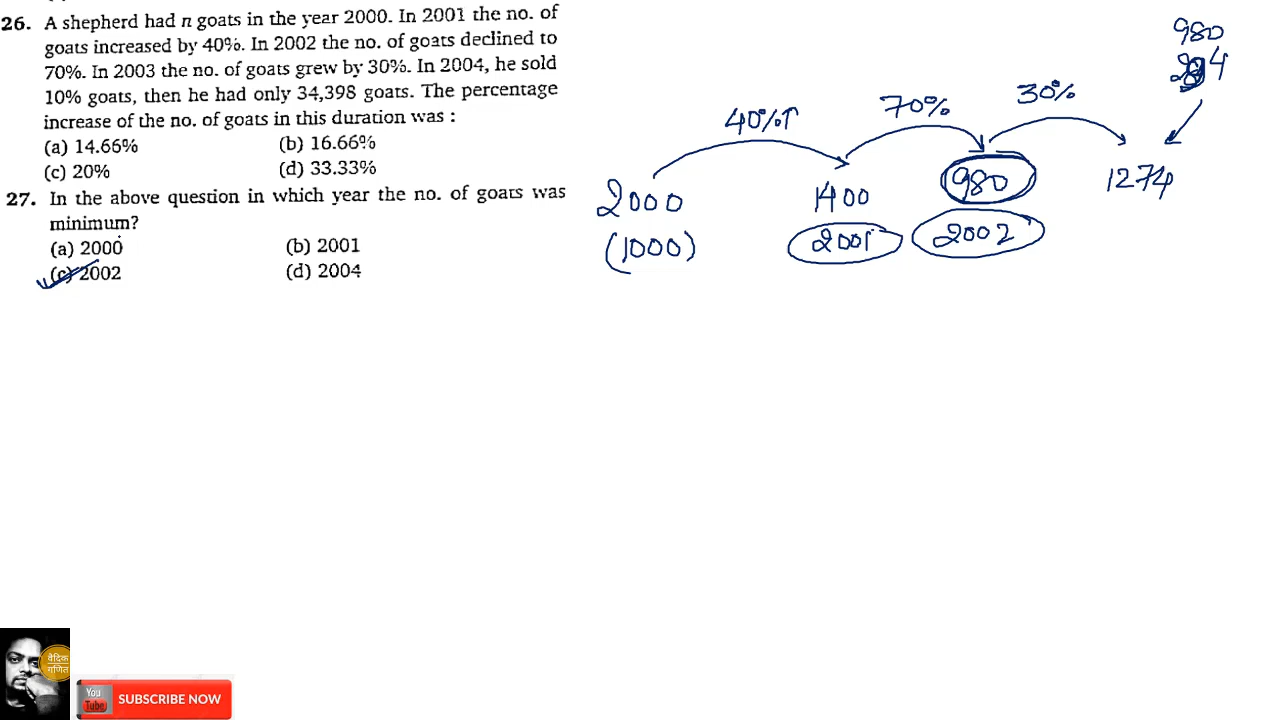 26. A shepherd had n goats in the year 2000. In 2001 the no. of
goats increased by 40%. In 2002 the no. of goats declined to
70%. In 2003 the no. of goats grew by 30%. In 2004, he sold
10% goats, then he had only 34,398 goats. The percentage
increase of the no. of goats in this duration was :
(a) 14.66% (b) 16.66%
(c) 20% (d) 33.33%
27. In the above question in which year the no. of goats was
minimum?
(a) 2000 (b) 2001
(c) 2002 (d) 2004
980
294
40%↑ 70% 30%
2000 1400 980 1274
(1000) 2001 2002
वैदिक
गणित
You
Tube
SUBSCRIBE NOW